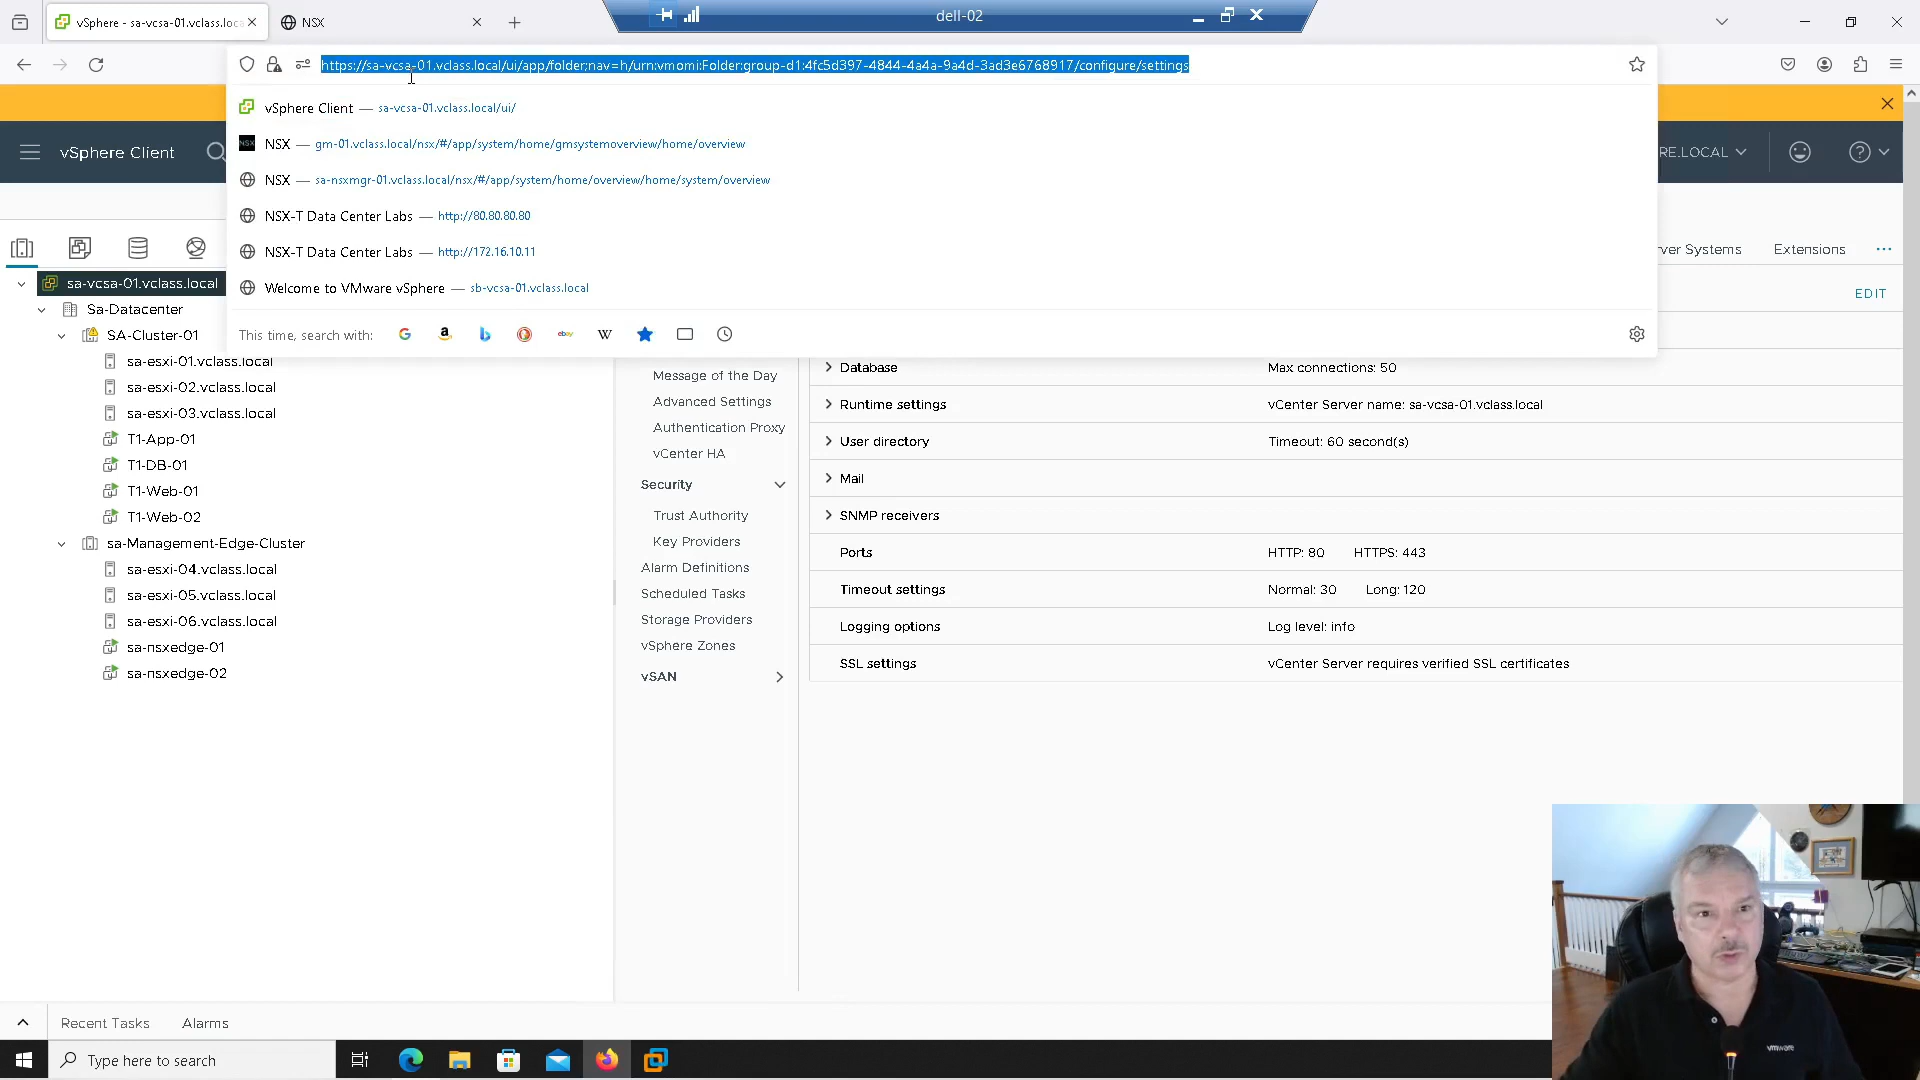 vSphere - sa-vcsa-01.vclass.loca
NSX
dell-02
https://sa-vcsa-01.vclass.local/ui/app/folder;nav=h/urn:vmomi:Folder:group-d1:4fc5d397-4844-4a4a-9a4d-3ad3e6768917/configure/settings
vSphere Client — sa-vcsa-01.vclass.local/ui/
NSX — gm-01.vclass.local/nsx/#/app/system/home/gmsystemoverview/home/overview
NSX — sa-nsxmgr-01.vclass.local/nsx/#/app/system/home/overview/home/system/overview
NSX-T Data Center Labs — http://80.80.80.80
NSX-T Data Center Labs — http://172.16.10.11
Welcome to VMware vSphere — sb-vcsa-01.vclass.local
This time, search with:
vSphere Client
RE.LOCAL
ver Systems
Extensions
EDIT
sa-vcsa-01.vclass.local
Sa-Datacenter
SA-Cluster-01
sa-esxi-01.vclass.local
sa-esxi-02.vclass.local
sa-esxi-03.vclass.local
T1-App-01
T1-DB-01
T1-Web-01
T1-Web-02
sa-Management-Edge-Cluster
sa-esxi-04.vclass.local
sa-esxi-05.vclass.local
sa-esxi-06.vclass.local
sa-nsxedge-01
sa-nsxedge-02
Message of the Day
Advanced Settings
Authentication Proxy
vCenter HA
Security
Trust Authority
Key Providers
Alarm Definitions
Scheduled Tasks
Storage Providers
vSphere Zones
vSAN
Database Max connections: 50
Runtime settings vCenter Server name: sa-vcsa-01.vclass.local
User directory Timeout: 60 second(s)
Mail
SNMP receivers
Ports HTTP: 80 HTTPS: 443
Timeout settings Normal: 30 Long: 120
Logging options Log level: info
SSL settings vCenter Server requires verified SSL certificates
Recent Tasks Alarms
Type here to search
vmware